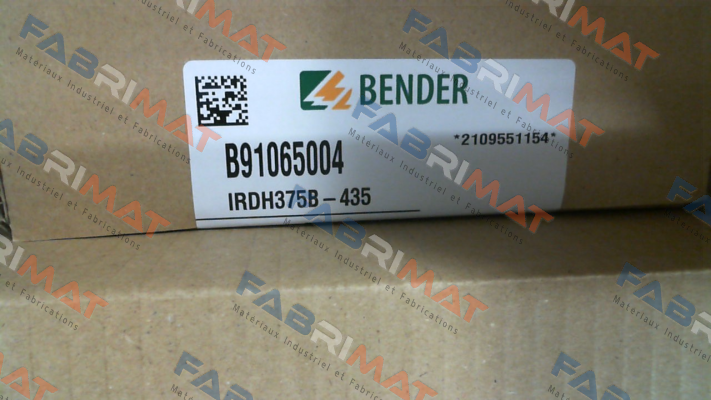 BENDER
*2109551154*
B91065004
IRDH375B-435
FABRIMAT
Matériaux Industriel et Fabrications